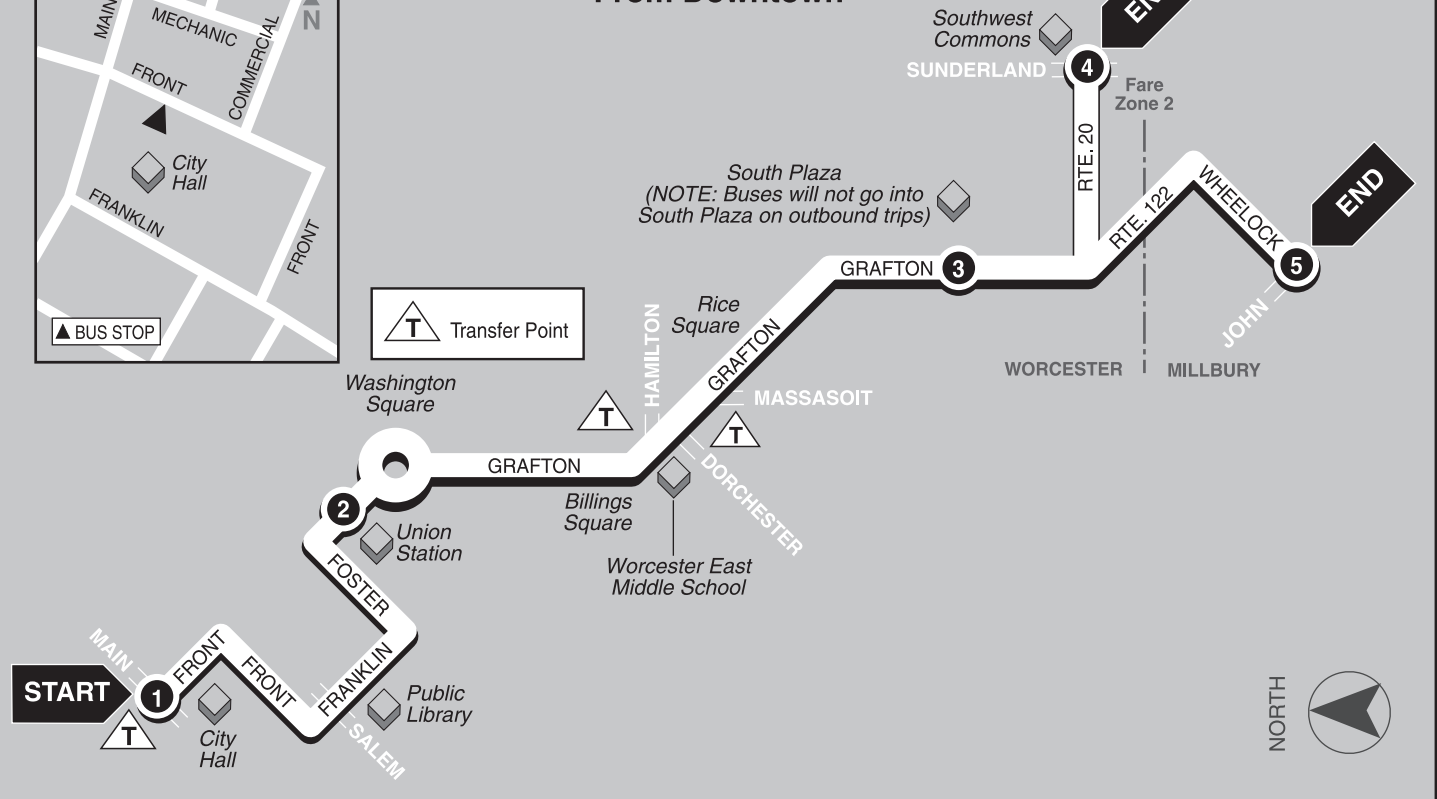 From Downtown
MAIN
MECHANIC
COMMERCIAL
N
FRONT
City
Hall
FRANKLIN
FRONT
▲ BUS STOP
T Transfer Point
Southwest
Commons
END
SUNDERLAND
4
Fare
Zone 2
RTE. 20
South Plaza
(NOTE: Buses will not go into
South Plaza on outbound trips)
RTE. 122
WHEELOCK
END
5
JOHN
GRAFTON
3
Rice
Square
HAMILTON
GRAFTON
WORCESTER
MILLBURY
MASSASOIT
T
T
Washington
Square
GRAFTON
DORCHESTER
Billings
Square
2
Union
Station
Worcester East
Middle School
FOSTER
MAIN
START
1
FRONT
FRONT
FRANKLIN
Public
Library
T
City
Hall
SALEM
NORTH